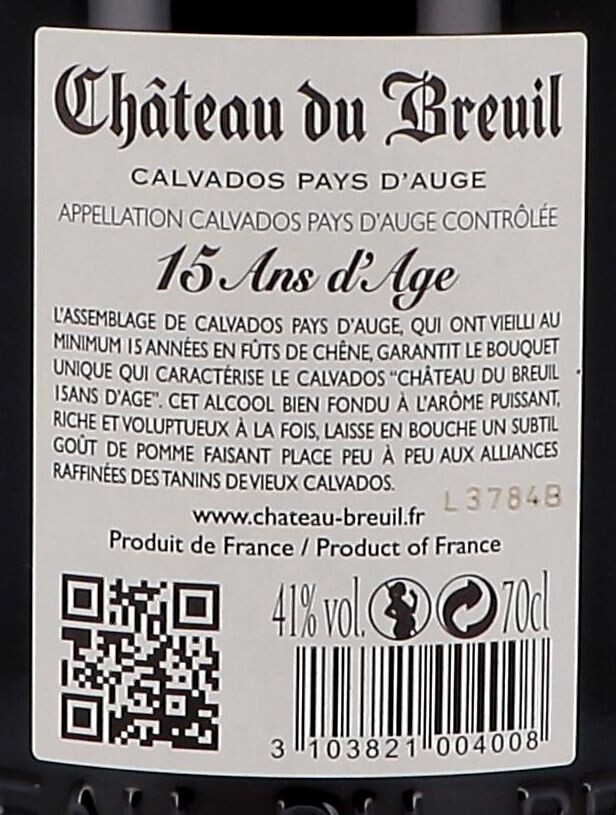 Château du Breuil
CALVADOS PAYS D'AUGE
APPELLATION CALVADOS PAYS D'AUGE CONTRÔLÉE
15 Ans d'Age
L'ASSEMBLAGE DE CALVADOS PAYS D'AUGE, QUI ONT VIEILLI AU
MINIMUM 15 ANNÉES EN FÛTS DE CHÊNE, GARANTIT LE BOUQUET
UNIQUE QUI CARACTÉRISE LE CALVADOS "CHÂTEAU DU BREUIL
15ANS D'AGE". CET ALCOOL BIEN FONDU À L'ARÔME PUISSANT,
RICHE ET VOLUPTUEUX À LA FOIS, LAISSE EN BOUCHE UN SUBTIL
GOÛT DE POMME FAISANT PLACE PEU À PEU AUX ALLIANCES
RAFFINÉES DES TANINS DE VIEUX CALVADOS.
L3784B
www.chateau-breuil.fr
Produit de France / Product of France
41% vol. 70cl
3 103821 004008
EAU DU BR